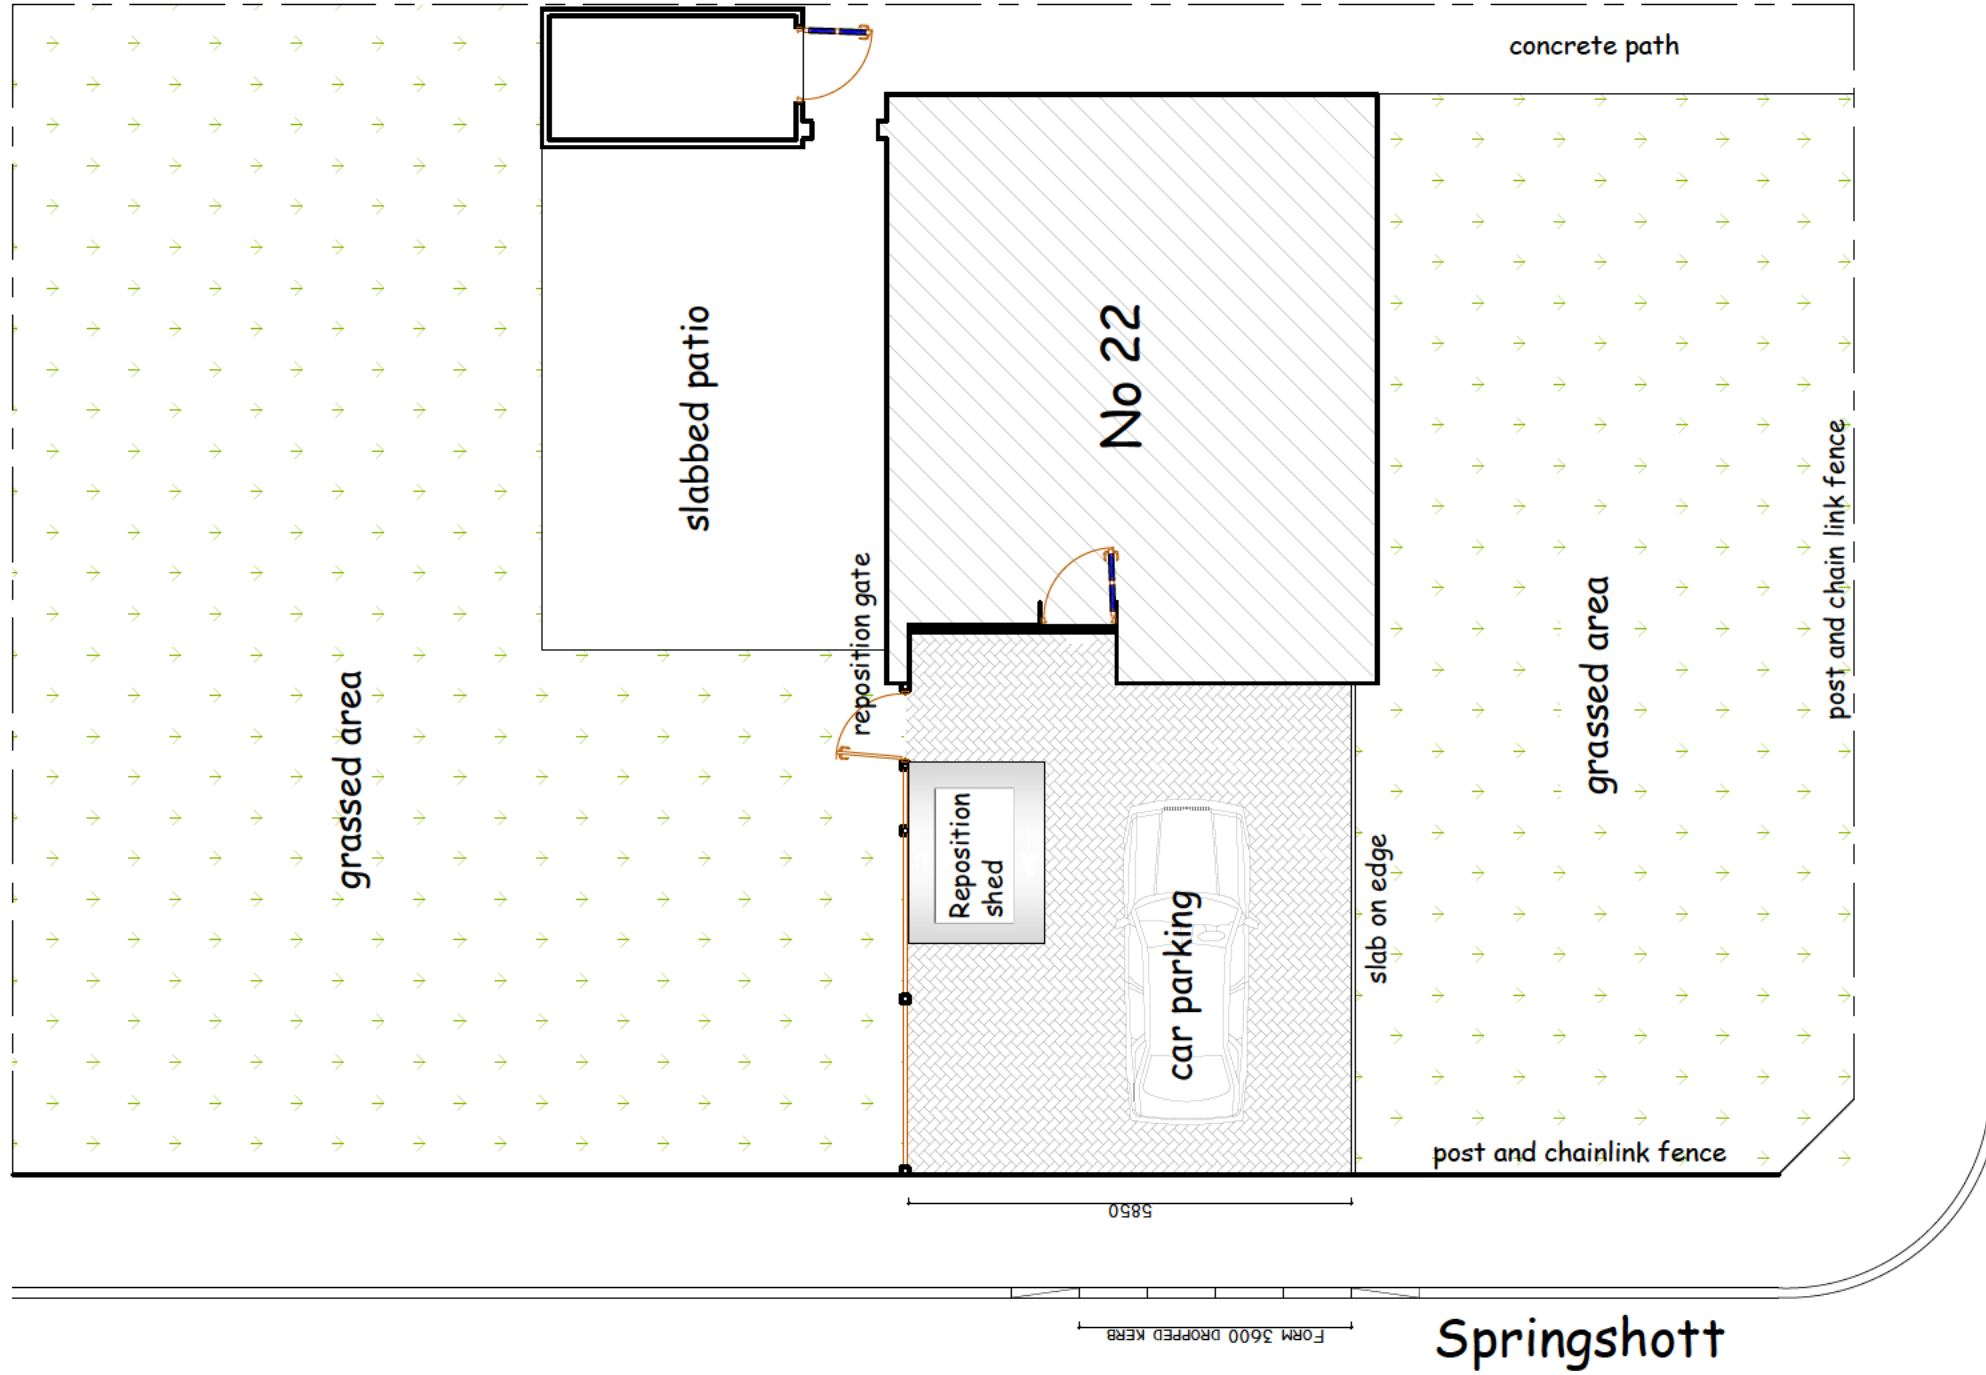 concrete path
slabbed patio
No 22
reposition gate
post and chain link fence
grassed area
grassed area
Reposition
shed
car parking
slab on edge
post and chainlink fence
5850
FORM 3600 DROPPED KERB
Springshott